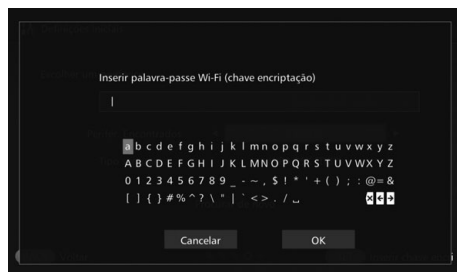 Inserir palavra-passe Wi-Fi (chave encriptação)
a b c d e f g h i j k l m n o p q r s t u v w x y z
A B C D E F G H I J K L M N O P Q R S T U V W X Y Z
0 1 2 3 4 5 6 7 8 9 _ - ~ , $ ! * ' + ( ) ; : @ = &
[ ] { } # % ^ ? \ " | ` < > . / ␣
Cancelar OK